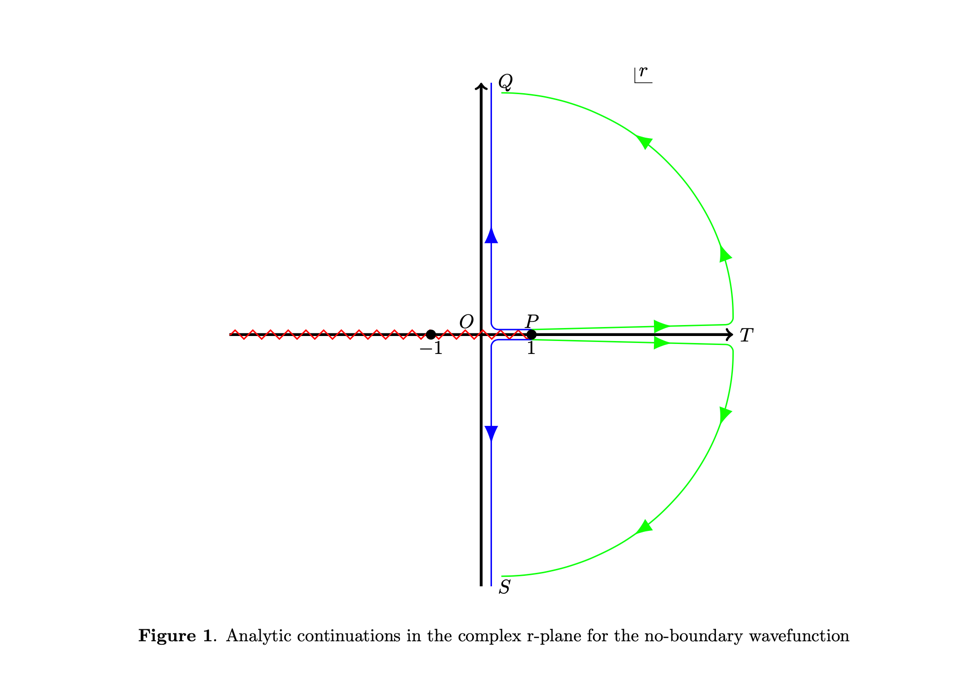 Q
r
O
P
T
−1
1
S
Figure 1. Analytic continuations in the complex r-plane for the no-boundary wavefunction